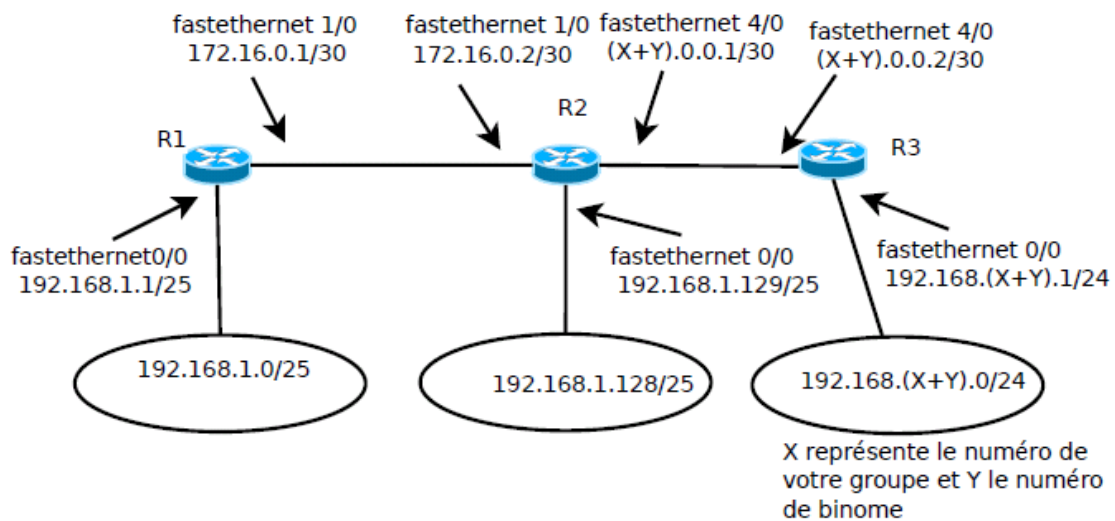 fastethernet 1/0
172.16.0.1/30
fastethernet 1/0
172.16.0.2/30
fastethernet 4/0
(X+Y).0.0.1/30
fastethernet 4/0
(X+Y).0.0.2/30
R1
R2
R3
fastethernet0/0
192.168.1.1/25
fastethernet 0/0
192.168.1.129/25
fastethernet 0/0
192.168.(X+Y).1/24
192.168.1.0/25
192.168.1.128/25
192.168.(X+Y).0/24
X représente le numéro de
votre groupe et Y le numéro
de binome